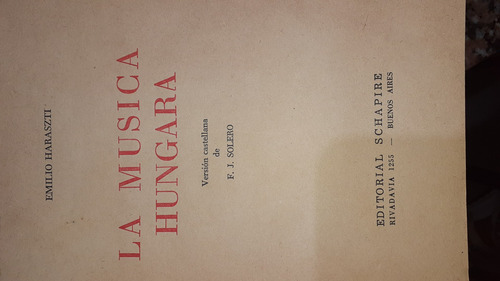 EMILIO HARASZTI
LA MUSICA
HUNGARA
Versión castellana
de
F. J. SOLERO
EDITORIAL SCHAPIRE
RIVADAVIA 1255 — BUENOS AIRES